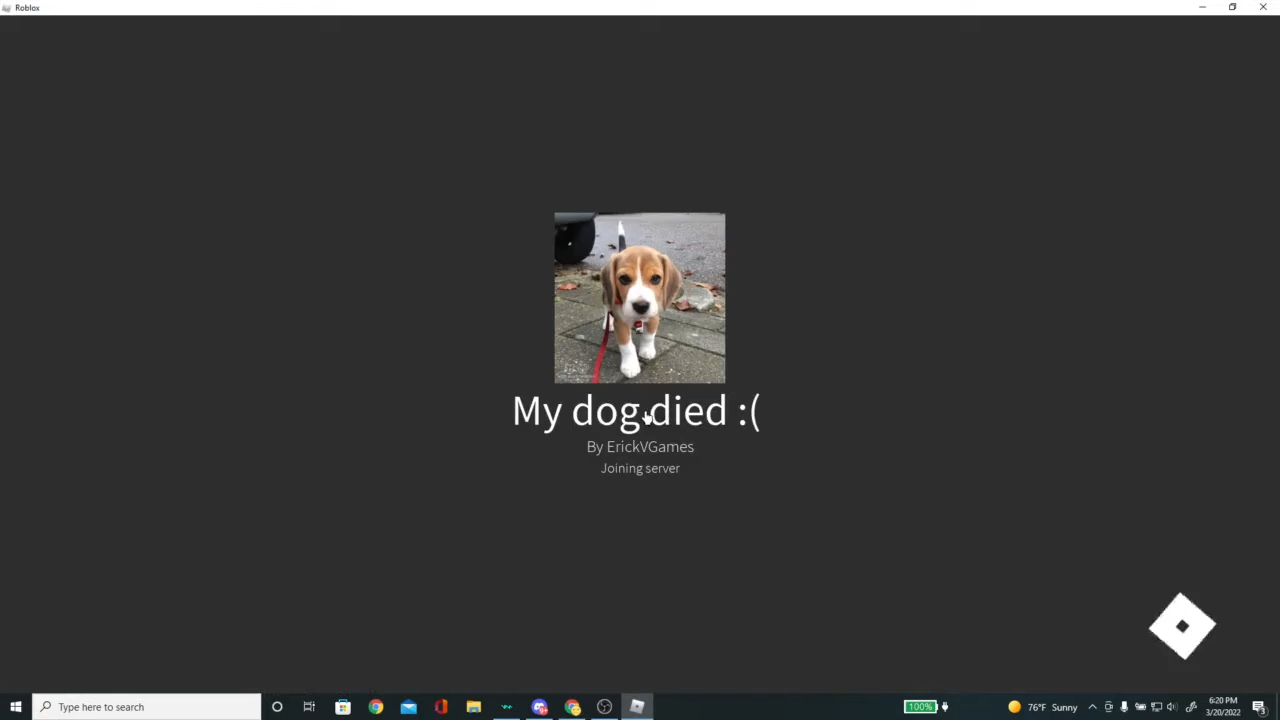 Roblox
My dog died :(
By ErickVGames
Joining server
Type here to search
100%
76°F Sunny
6:20 PM
3/20/2022
3